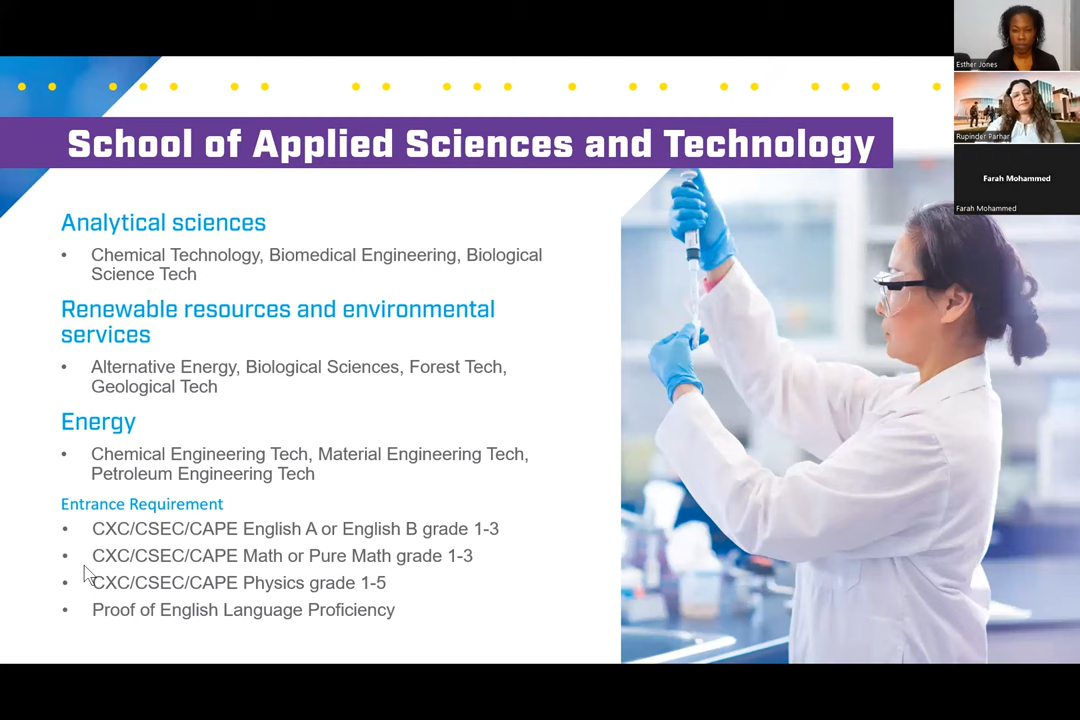 School of Applied Sciences and Technology
Analytical sciences
• Chemical Technology, Biomedical Engineering, Biological
Science Tech
Renewable resources and environmental
services
• Alternative Energy, Biological Sciences, Forest Tech,
Geological Tech
Energy
• Chemical Engineering Tech, Material Engineering Tech,
Petroleum Engineering Tech
Entrance Requirement
• CXC/CSEC/CAPE English A or English B grade 1-3
• CXC/CSEC/CAPE Math or Pure Math grade 1-3
• CXC/CSEC/CAPE Physics grade 1-5
• Proof of English Language Proficiency
Esther Jones
Rupinder Parhar
Farah Mohammed
Farah Mohammed